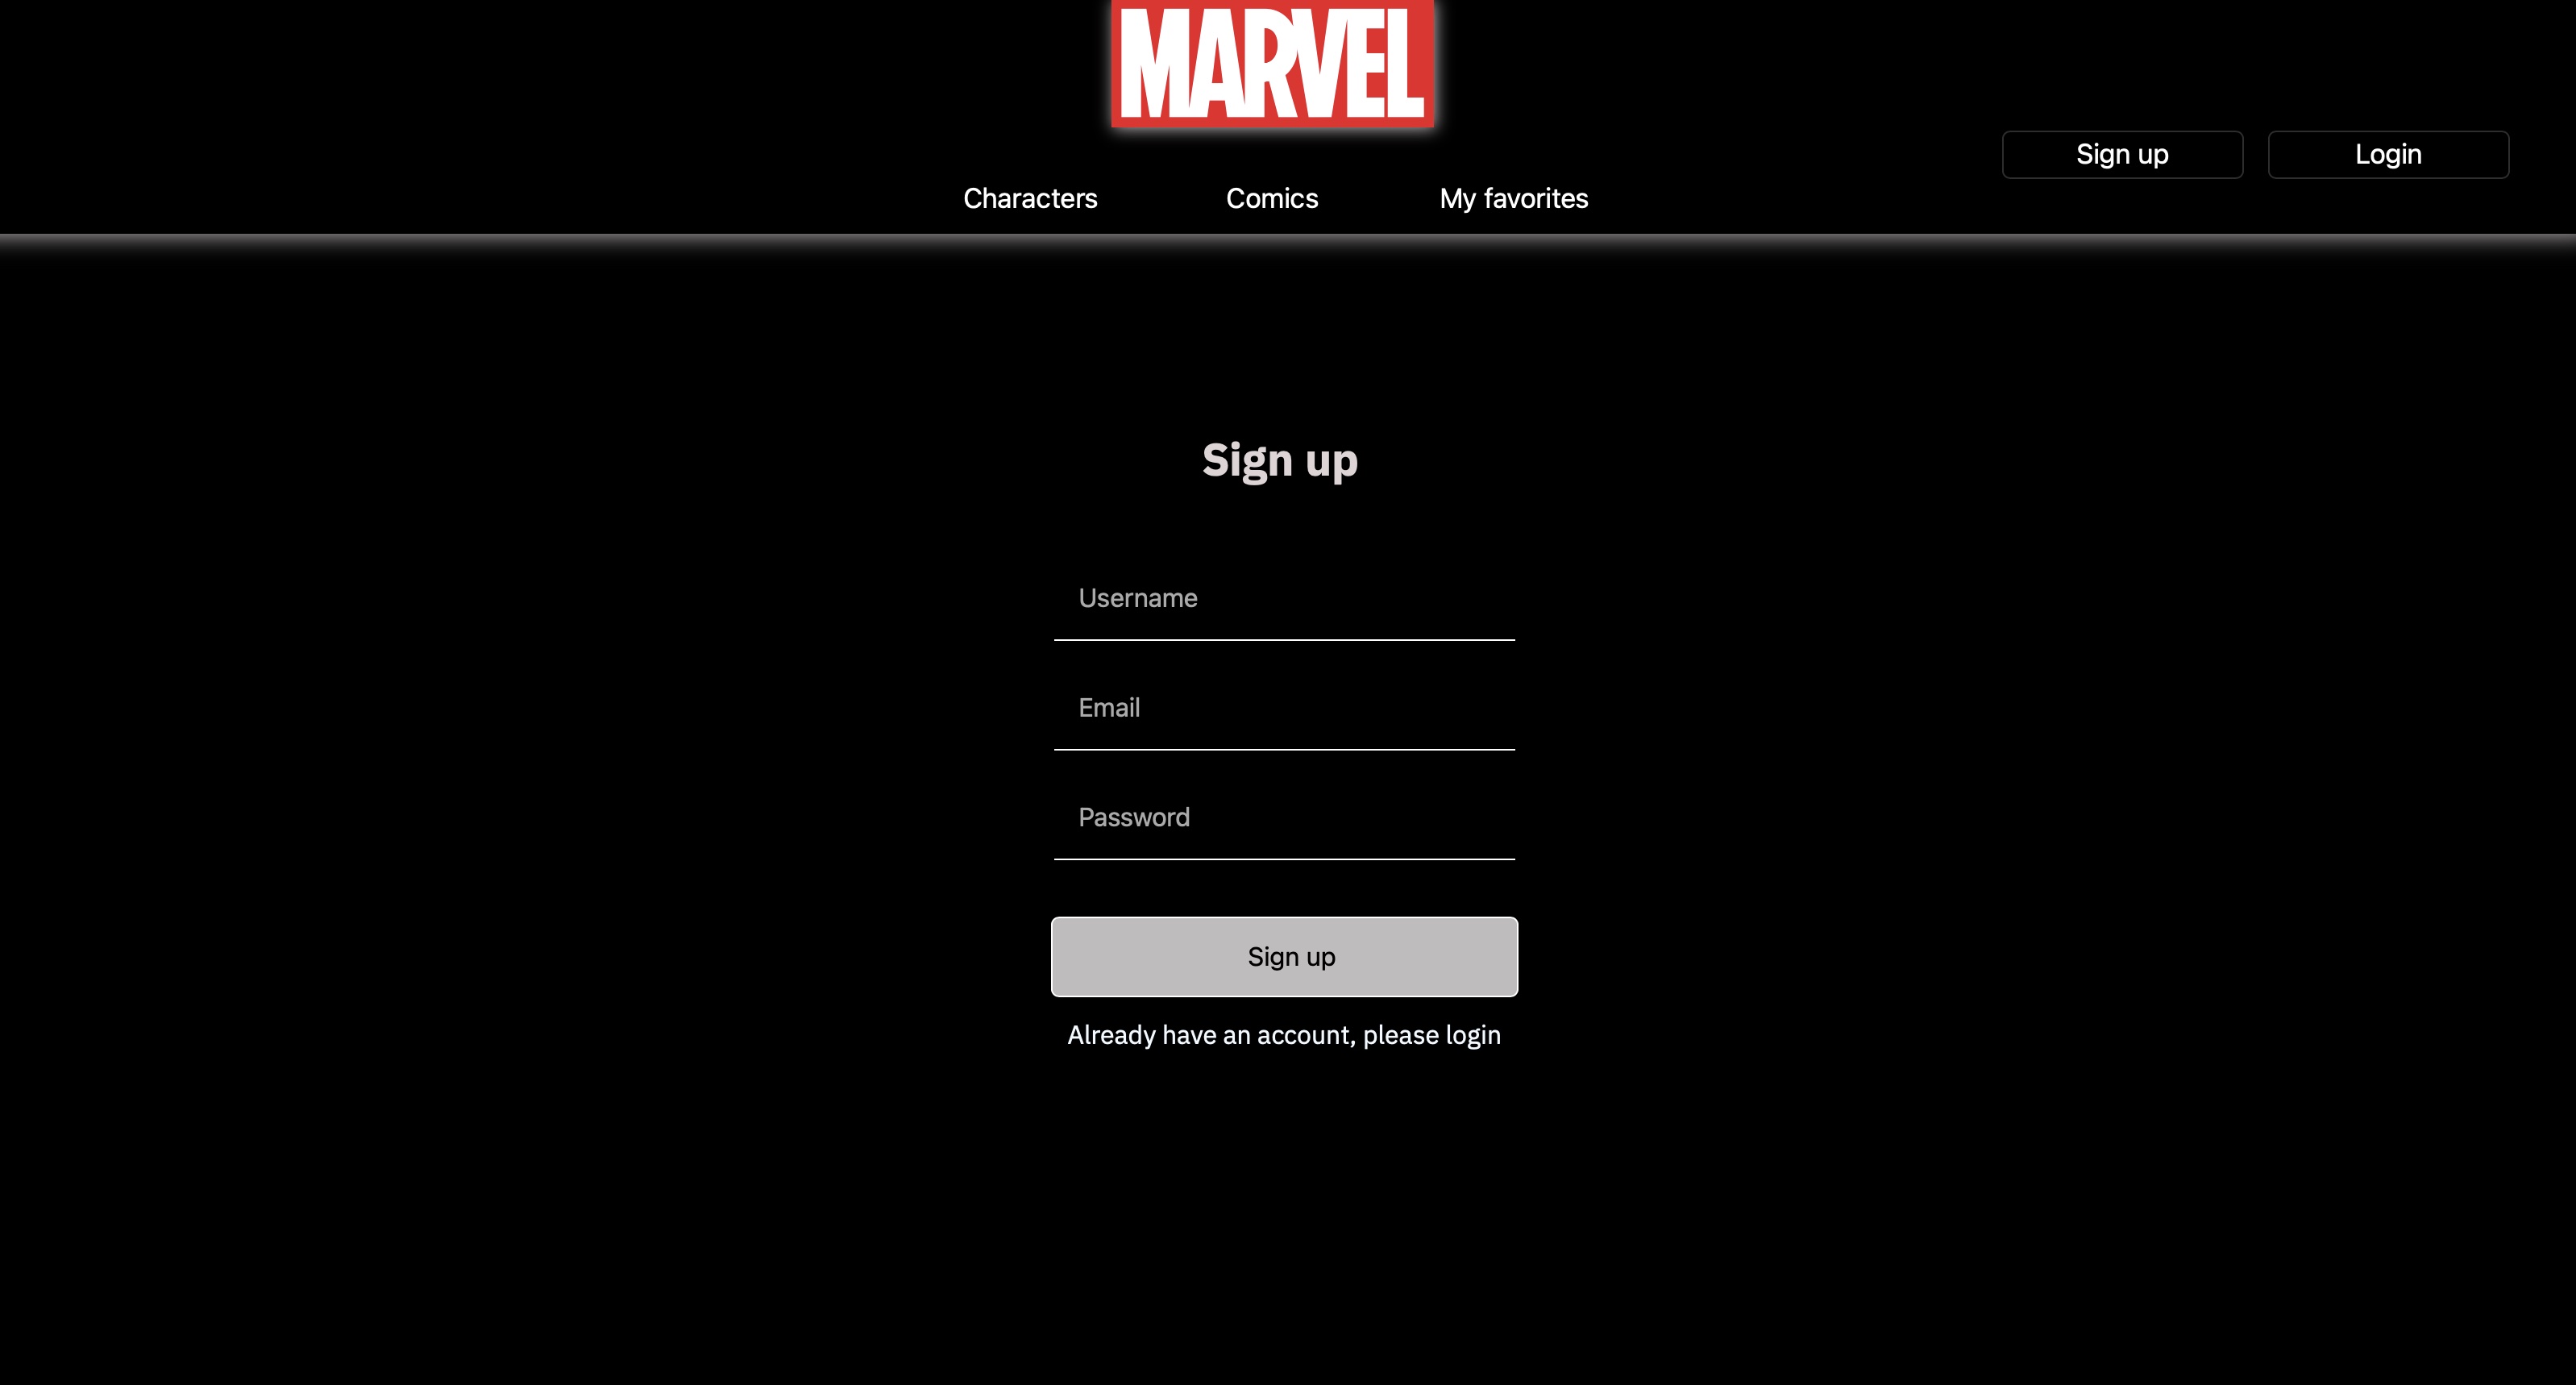 MARVEL
Sign up
Login
Characters
Comics
My favorites
Sign up
Username
Email
Password
Sign up
Already have an account, please login